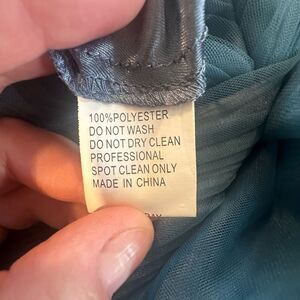 100%POLYESTER
DO NOT WASH
DO NOT DRY CLEAN
PROFESSIONAL
SPOT CLEAN ONLY
MADE IN CHINA